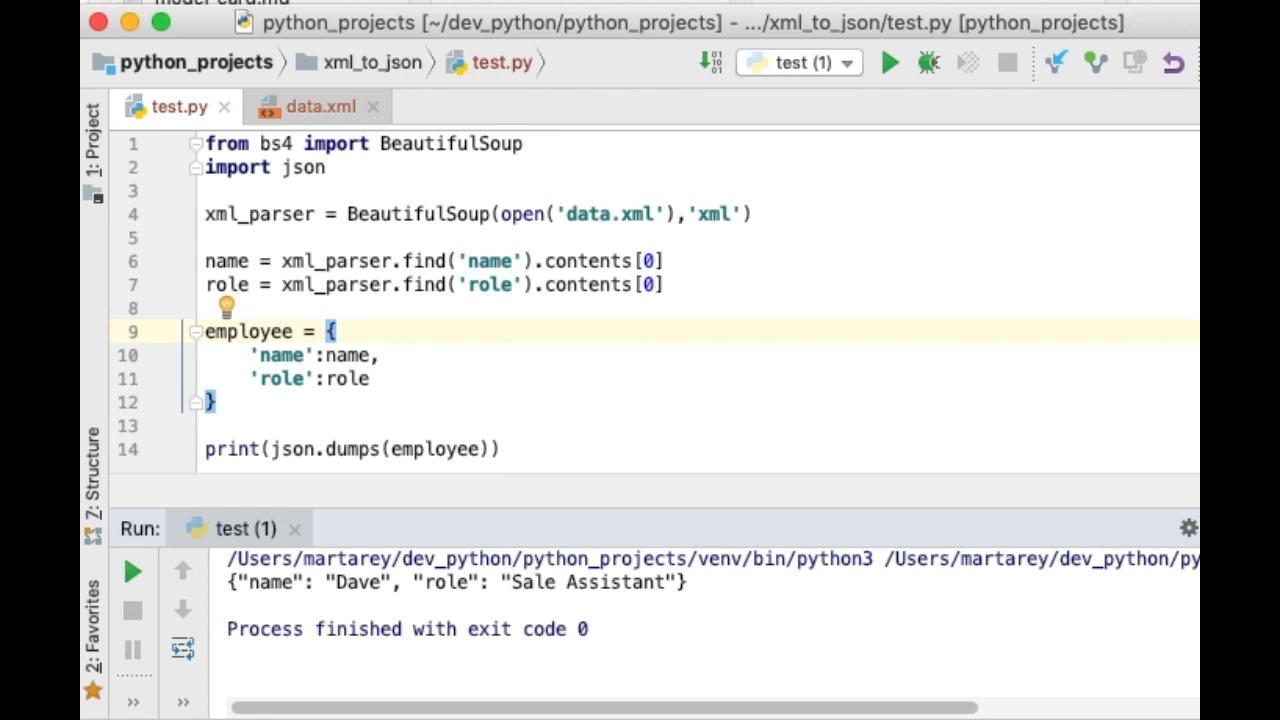 python_projects [~/dev_python/python_projects] - .../xml_to_json/test.py [python_projects]
python_projects xml_to_json test.py test (1)
1: Project
test.py data.xml
1 from bs4 import BeautifulSoup
2 import json
3
4 xml_parser = BeautifulSoup(open('data.xml'),'xml')
5
6 name = xml_parser.find('name').contents[0]
7 role = xml_parser.find('role').contents[0]
8
9 employee = {
10 'name':name,
11 'role':role
12 }
13
14 print(json.dumps(employee))
Z: Structure
Run: test (1)
/Users/martarey/dev_python/python_projects/venv/bin/python3 /Users/martarey/dev_python/py
{"name": "Dave", "role": "Sale Assistant"}
Process finished with exit code 0
2: Favorites